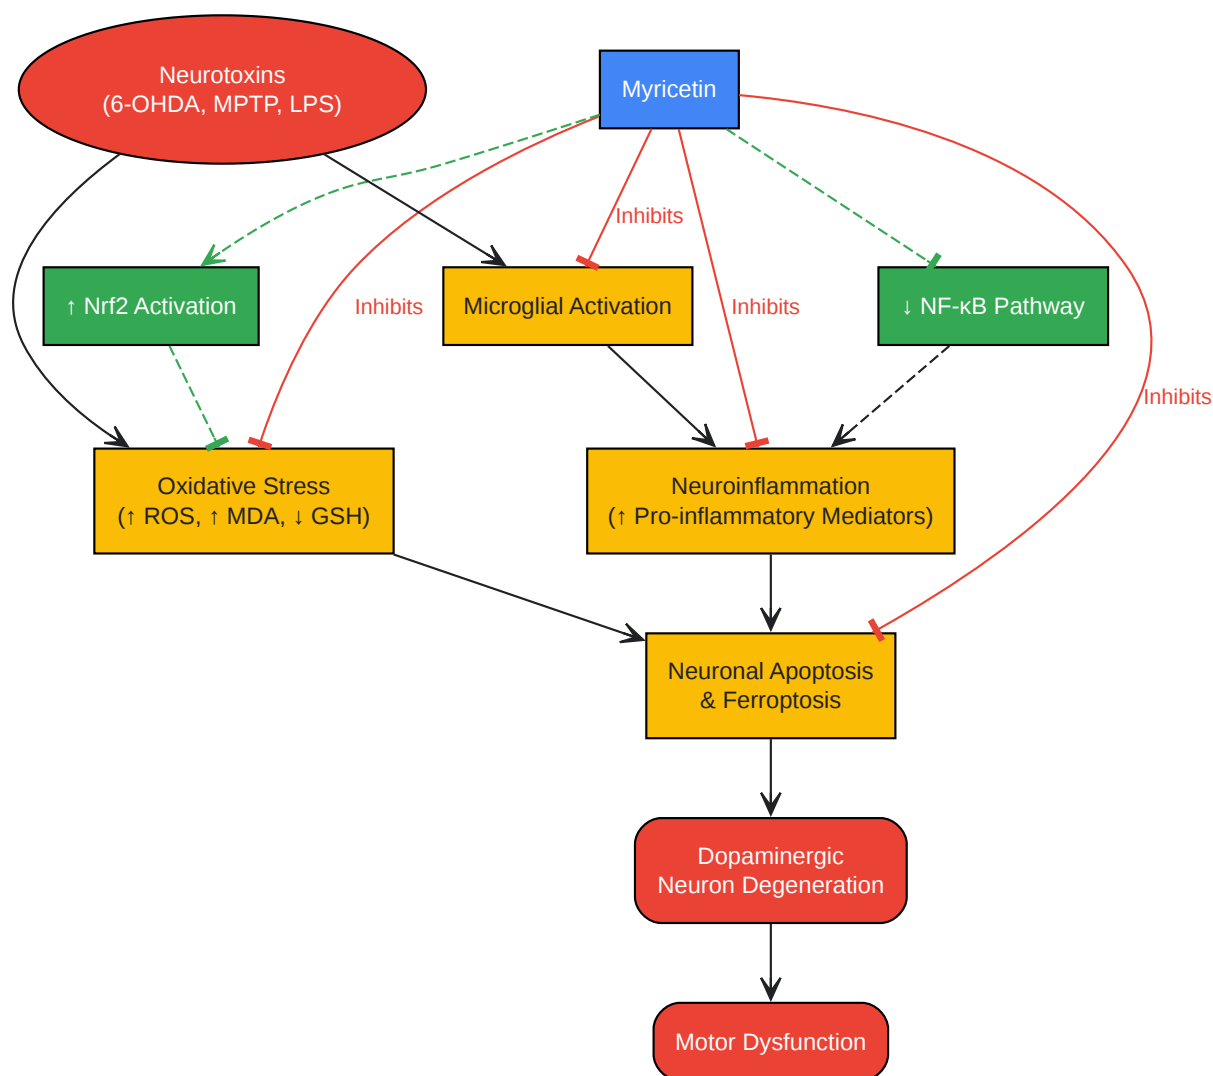 Neurotoxins
(6-OHDA, MPTP, LPS)
Myricetin
Inhibits
↑ Nrf2 Activation
Inhibits
Microglial Activation
Inhibits
↓ NF-κB Pathway
Inhibits
Oxidative Stress
(↑ ROS, ↑ MDA, ↓ GSH)
Neuroinflammation
(↑ Pro-inflammatory Mediators)
Neuronal Apoptosis
& Ferroptosis
Dopaminergic
Neuron Degeneration
Motor Dysfunction